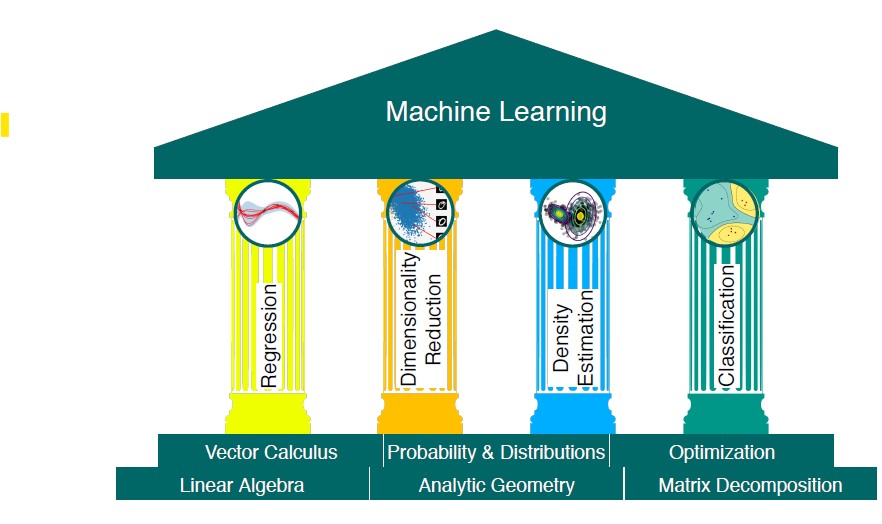 Machine Learning
Regression
Dimensionality
Reduction
Density
Estimation
Classification
Vector Calculus
Probability & Distributions
Optimization
Linear Algebra
Analytic Geometry
Matrix Decomposition